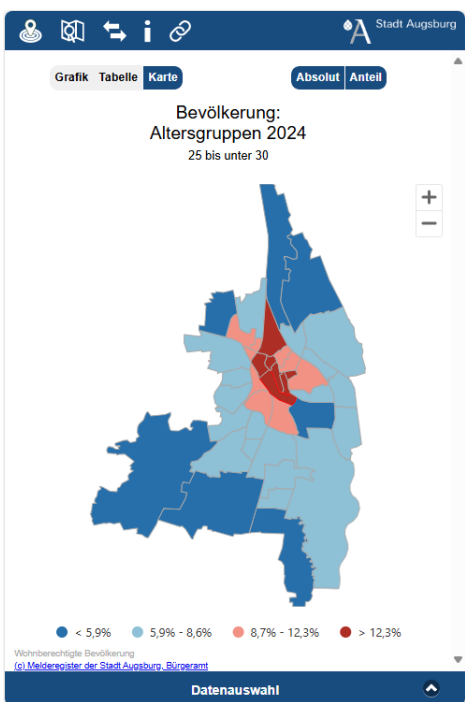 Stadt Augsburg
Grafik Tabelle Karte Absolut Anteil
Bevölkerung:
Altersgruppen 2024
25 bis unter 30
< 5,9% 5,9% - 8,6% 8,7% - 12,3% > 12,3%
Wohnberechtigte Bevölkerung
(c) Melderegister der Stadt Augsburg, Bürgeramt
Datenauswahl